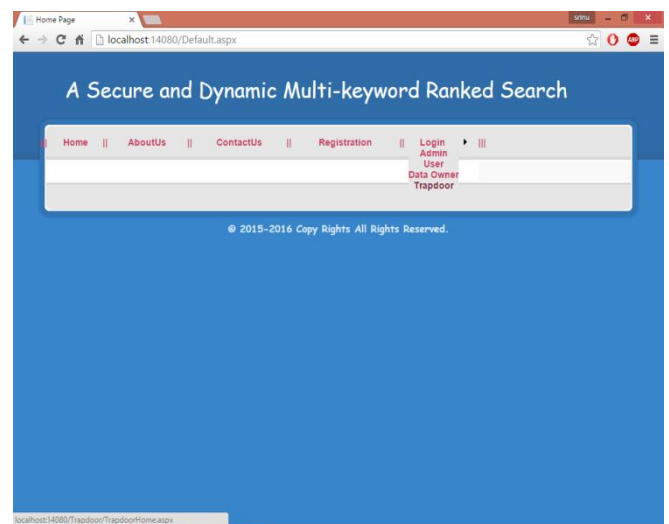 Home Page
srinu
localhost:14080/Default.aspx
ABP
A Secure and Dynamic Multi-keyword Ranked Search
|| Home || AboutUs || ContactUs || Registration || Login |||
Admin
User
Data Owner
Trapdoor
© 2015-2016 Copy Rights All Rights Reserved.
localhost:14080/Trapdoor/TrapdoorHome.aspx